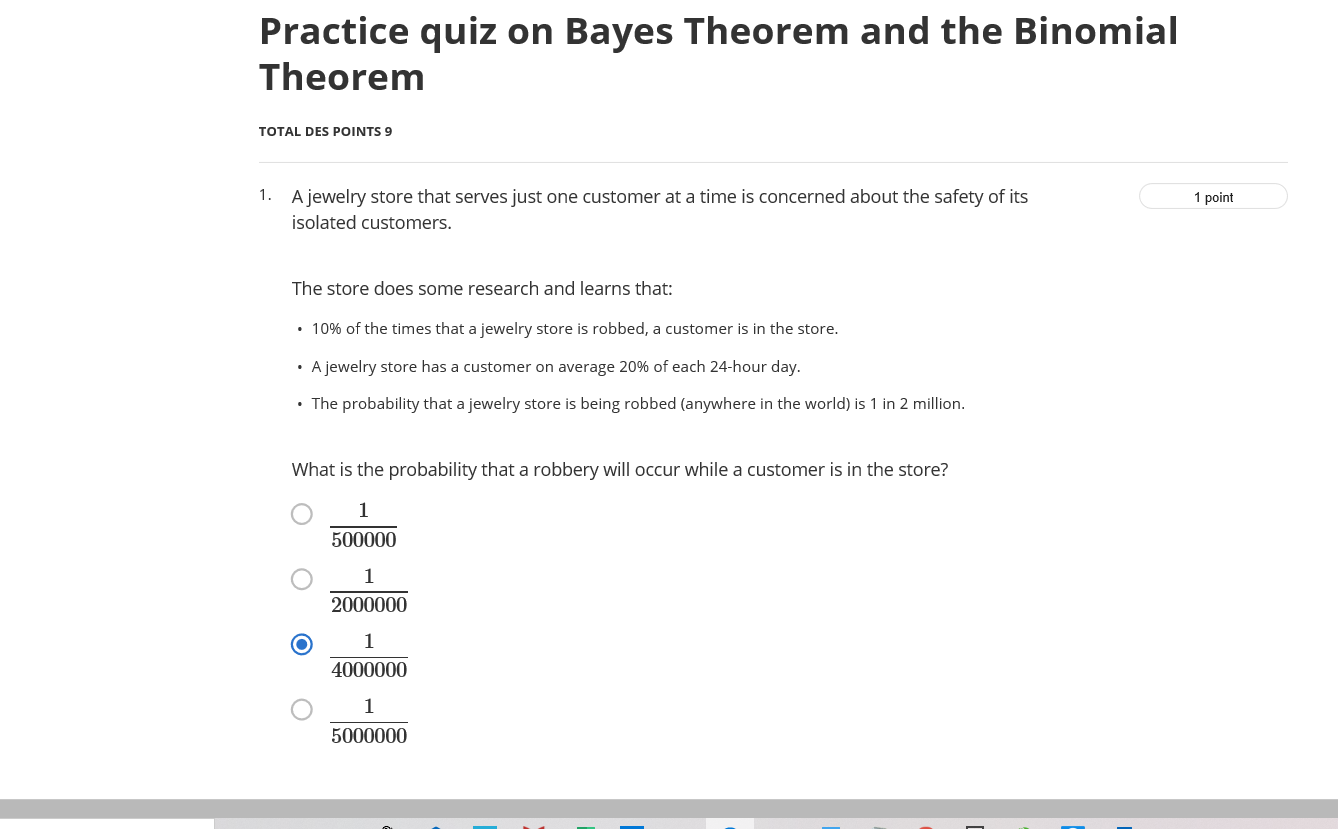 Practice quiz on Bayes Theorem and the Binomial
Theorem
TOTAL DES POINTS 9
1. A jewelry store that serves just one customer at a time is concerned about the safety of its
1 point
isolated customers.
The store does some research and learns that:
• 10% of the times that a jewelry store is robbed, a customer is in the store.
• A jewelry store has a customer on average 20% of each 24-hour day.
• The probability that a jewelry store is being robbed (anywhere in the world) is 1 in 2 million.
What is the probability that a robbery will occur while a customer is in the store?
1
500000
1
2000000
1
4000000
1
5000000